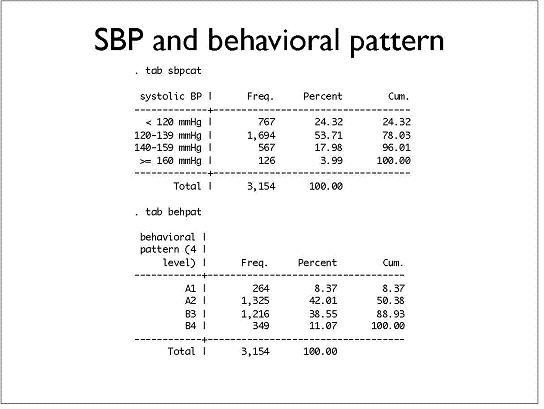 SBP and behavioral pattern
. tab sbpcat
systolic BP | Freq. Percent Cum.
------------+-----------------------------------
< 120 mmHg | 767 24.32 24.32
120-139 mmHg | 1,694 53.71 78.03
140-159 mmHg | 567 17.98 96.01
>= 160 mmHg | 126 3.99 100.00
------------+-----------------------------------
Total | 3,154 100.00
. tab behpat
behavioral |
pattern (4 |
level) | Freq. Percent Cum.
------------+-----------------------------------
A1 | 264 8.37 8.37
A2 | 1,325 42.01 50.38
B3 | 1,216 38.55 88.93
B4 | 349 11.07 100.00
------------+-----------------------------------
Total | 3,154 100.00